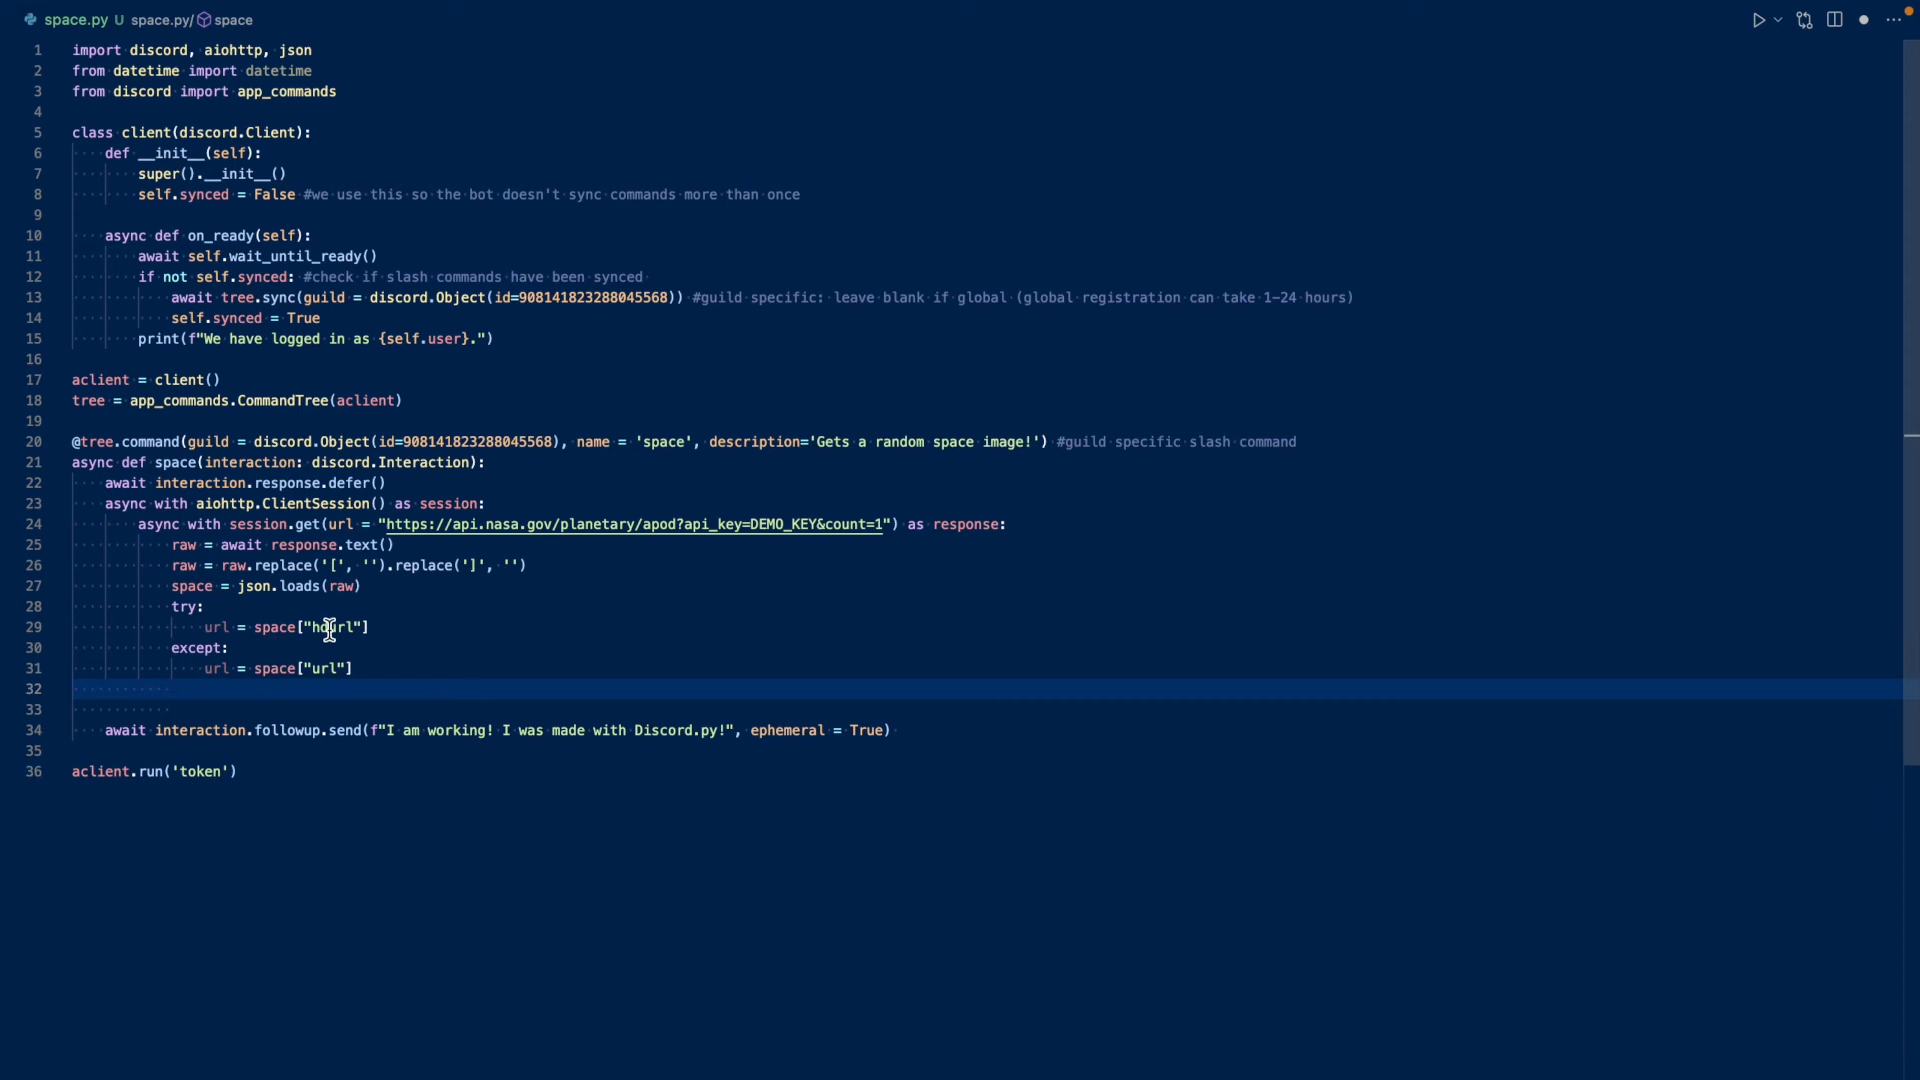 space.py U space.py/ space
1 import discord, aiohttp, json
2 from datetime import datetime
3 from discord import app_commands
4
5 class client(discord.Client):
6 def __init__(self):
7 super().__init__()
8 self.synced = False #we use this so the bot doesn't sync commands more than once
9
10 async def on_ready(self):
11 await self.wait_until_ready()
12 if not self.synced: #check if slash commands have been synced
13 await tree.sync(guild = discord.Object(id=908141823288045568)) #guild specific: leave blank if global (global registration can take 1-24 hours)
14 self.synced = True
15 print(f"We have logged in as {self.user}.")
16
17 aclient = client()
18 tree = app_commands.CommandTree(aclient)
19
20 @tree.command(guild = discord.Object(id=908141823288045568), name = 'space', description='Gets a random space image!') #guild specific slash command
21 async def space(interaction: discord.Interaction):
22 await interaction.response.defer()
23 async with aiohttp.ClientSession() as session:
24 async with session.get(url = "https://api.nasa.gov/planetary/apod?api_key=DEMO_KEY&count=1") as response:
25 raw = await response.text()
26 raw = raw.replace('[', '').replace(']', '')
27 space = json.loads(raw)
28 try:
29 url = space["hdurl"]
30 except:
31 url = space["url"]
32
33
34 await interaction.followup.send(f"I am working! I was made with Discord.py!", ephemeral = True)
35
36 aclient.run('token')